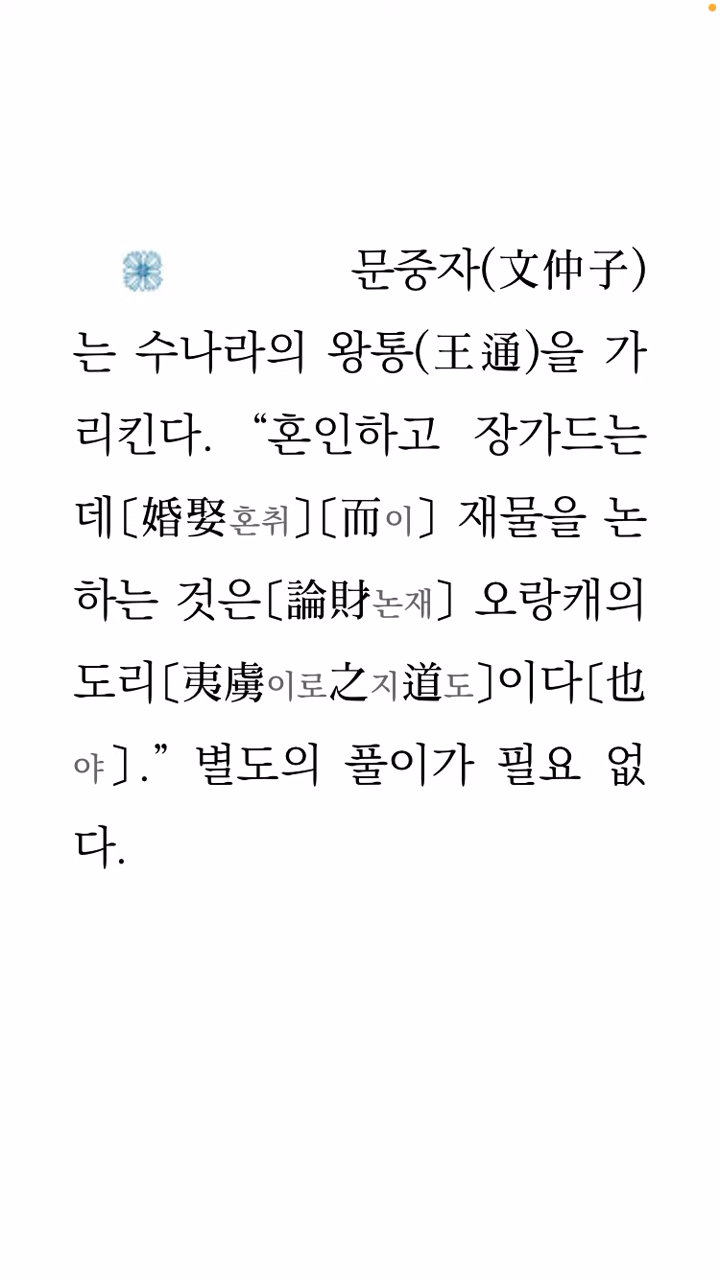 문중자(文仲子)
는 수나라의 왕통(王通)을 가
리킨다. “혼인하고 장가드는
데〔婚娶혼취〕〔而이〕 재물을 논
하는 것은〔論財논재〕 오랑캐의
도리〔夷虜이로之지道도〕이다〔也
야〕.” 별도의 풀이가 필요 없
다.